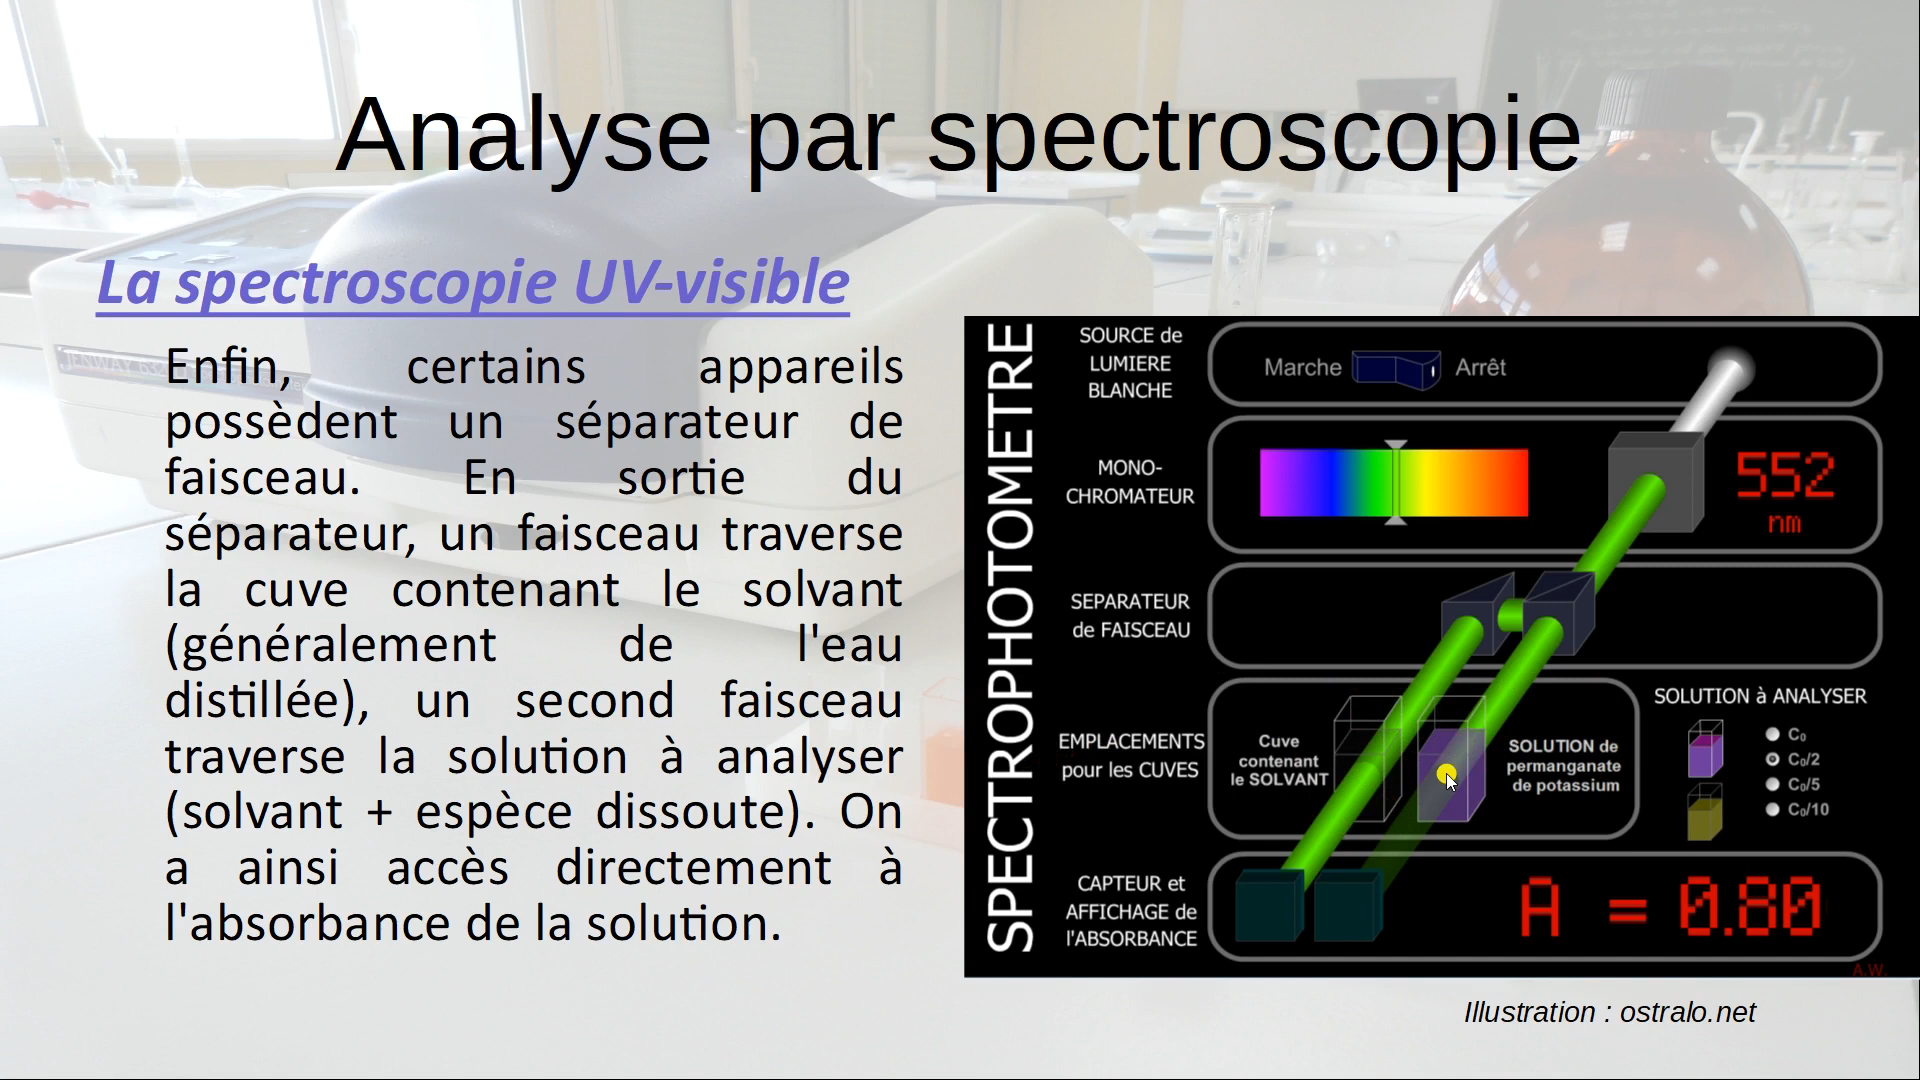 Analyse par spectroscopie
La spectroscopie UV-visible
Enfin, certains appareils
possèdent un séparateur de
faisceau. En sortie du
séparateur, un faisceau traverse
la cuve contenant le solvant
(généralement de l'eau
distillée), un second faisceau
traverse la solution à analyser
(solvant + espèce dissoute). On
a ainsi accès directement à
l'absorbance de la solution.
SPECTROPHOTOMETRE
SOURCE de
LUMIERE
BLANCHE
Marche
Arrêt
MONO-
CHROMATEUR
552
nm
SEPARATEUR
de FAISCEAU
EMPLACEMENTS
pour les CUVES
Cuve
contenant
le SOLVANT
SOLUTION de
permanganate
de potassium
SOLUTION à ANALYSER
C₀
C₀/2
C₀/5
C₀/10
CAPTEUR et
AFFICHAGE de
l'ABSORBANCE
A = 0.80
A.W.
Illustration : ostralo.net